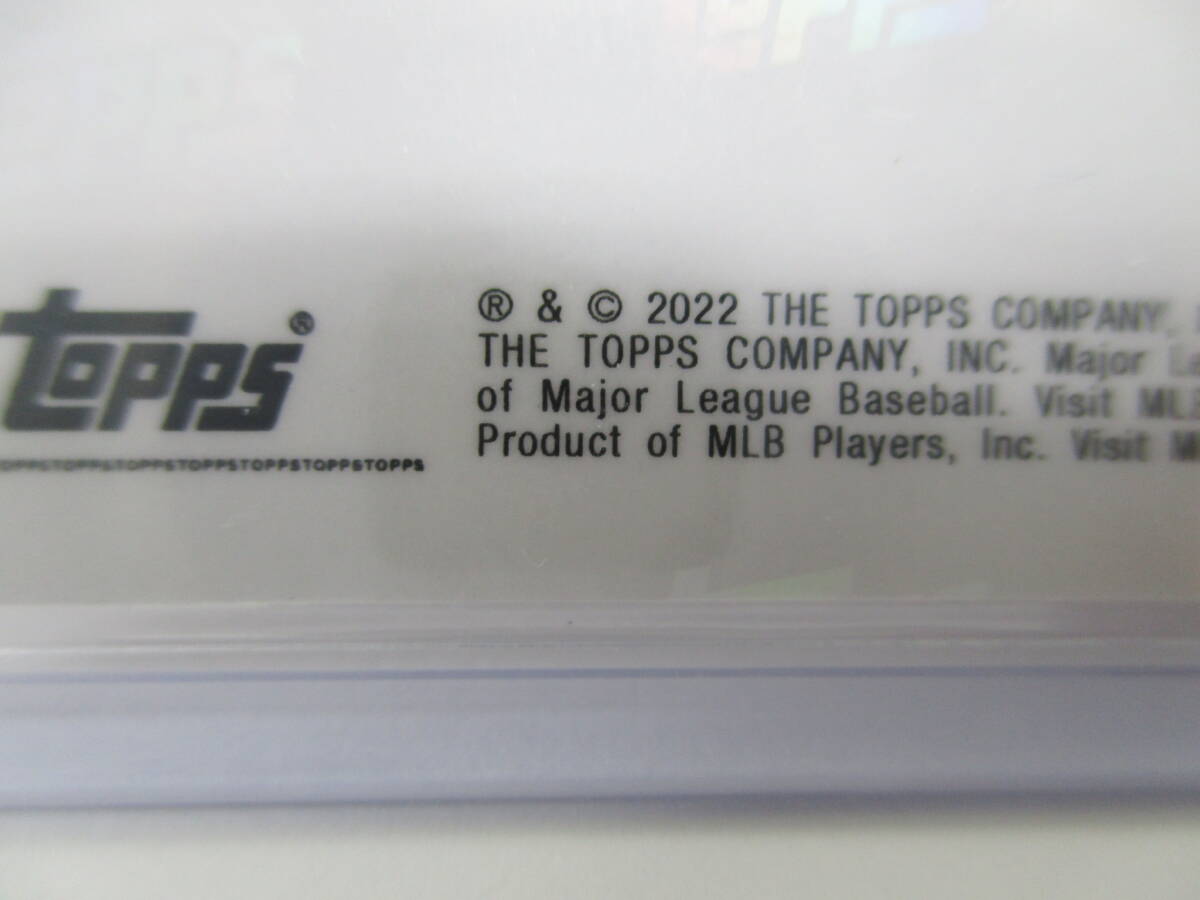 topps®
® & © 2022 THE TOPPS COMPANY,
THE TOPPS COMPANY, INC. Major
of Major League Baseball. Visit
Product of MLB Players, Inc. Visit
TOPPSTOPPSTOPPSTOPPSTOPPSTOPPS